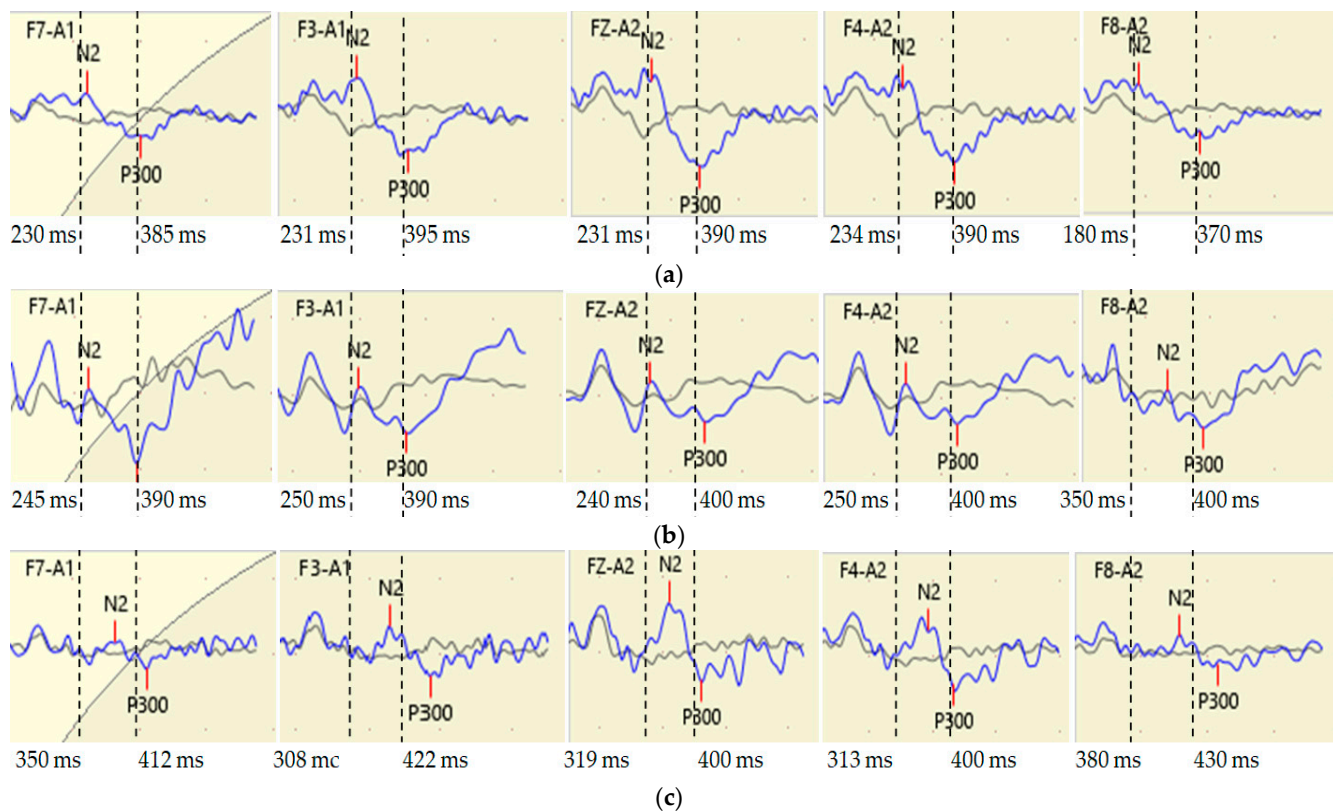 F7-A1 F3-A1 FZ-A2 F4-A2 F8-A2
N2 N2 N2 N2 N2
P300 P300 P300 P300 P300
230 ms 385 ms 231 ms 395 ms 231 ms 390 ms 234 ms 390 ms 180 ms 370 ms
(a)
F7-A1 F3-A1 FZ-A2 F4-A2 F8-A2
N2 N2 N2 N2 N2
P300 P300 P300 P300
245 ms 390 ms 250 ms 390 ms 240 ms 400 ms 250 ms 400 ms 350 ms 400 ms
(b)
F7-A1 F3-A1 FZ-A2 F4-A2 F8-A2
N2 N2 N2 N2 N2
P300 P300 P300 P300 P300
350 ms 412 ms 308 mc 422 ms 319 ms 400 ms 313 ms 400 ms 380 ms 430 ms
(c)